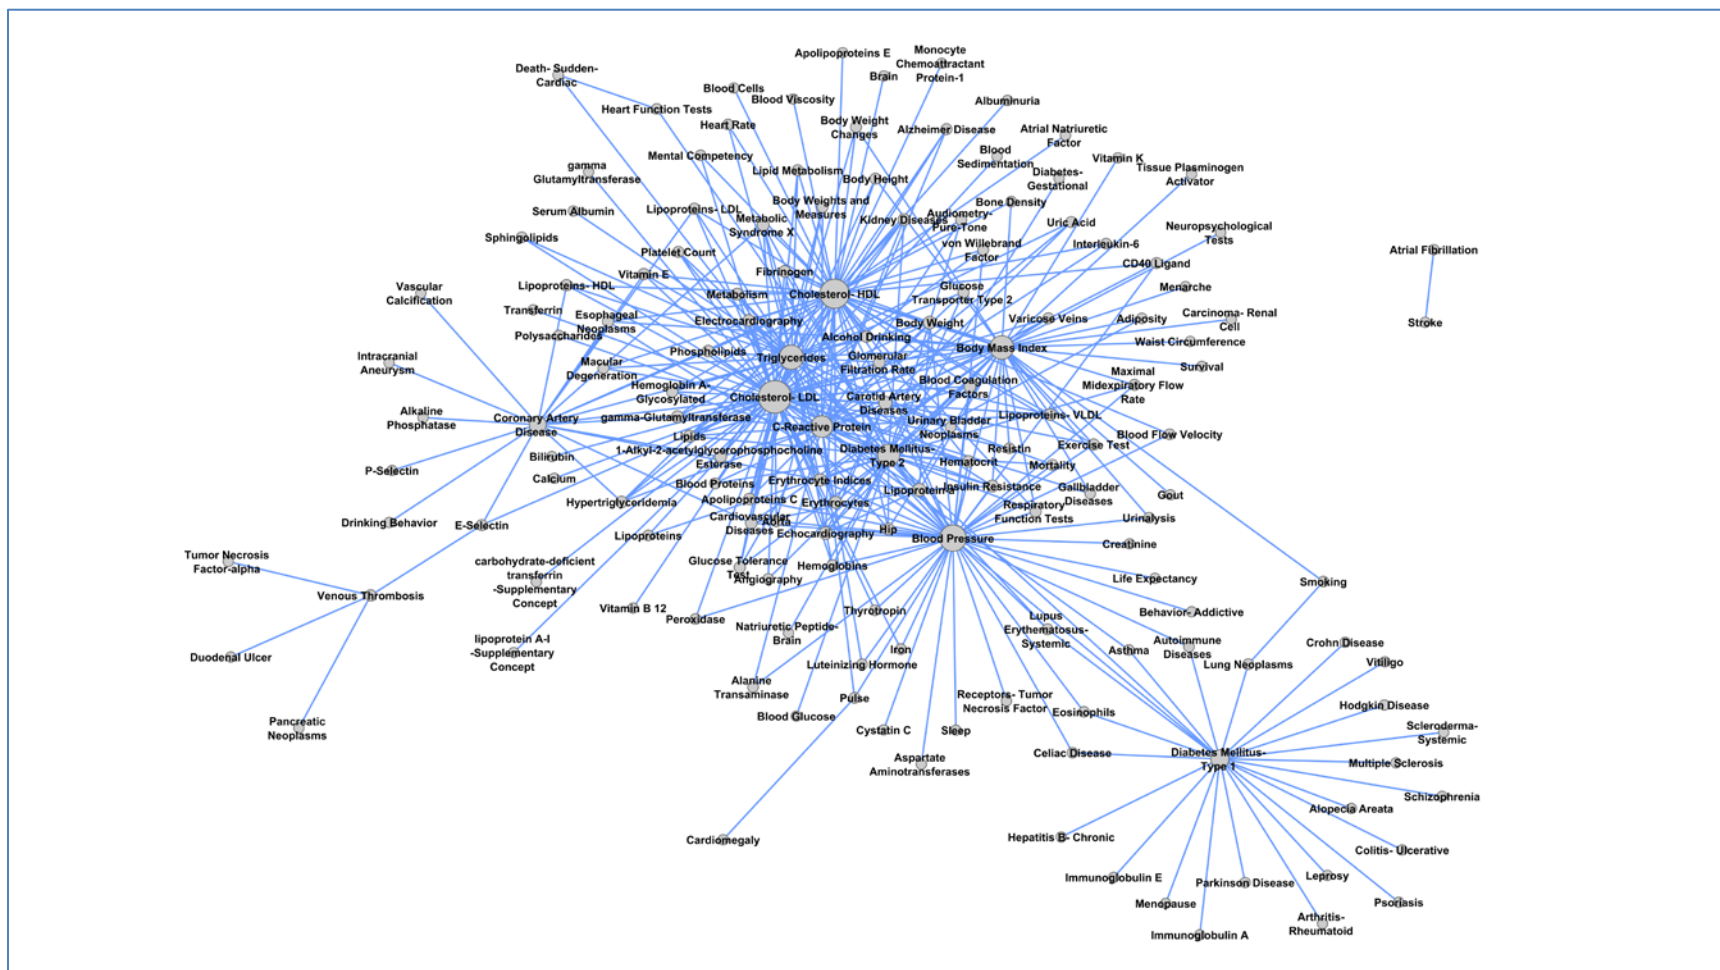 Apolipoproteins E
Monocyte
Chemoattractant
Protein-1
Death- Sudden-
Cardiac
Brain
Blood Cells
Blood Viscosity
Albuminuria
Heart Function Tests
Heart Rate
Body Weight
Changes
Alzheimer Disease
Atrial Natriuretic
Factor
Mental Competency
Blood
Sedimentation
Vitamin K
gamma
Glutamyltransferase
Lipid Metabolism
Body Height
Diabetes-
Gestational
Tissue Plasminogen
Activator
Serum Albumin
Lipoproteins- LDL
Body Weights and
Measures
Bone Density
Metabolic
Syndrome X
Kidney Diseases
Audiometry-
Pure-Tone
Uric Acid
Neuropsychological
Tests
Sphingolipids
Platelet Count
von Willebrand
Factor
Interleukin-6
Atrial Fibrillation
Vitamin E
Fibrinogen
CD40 Ligand
Vascular
Calcification
Lipoproteins- HDL
Metabolism
Cholesterol- HDL
Glucose
Transporter Type 2
Menarche
Transferrin
Esophageal
Neoplasms
Electrocardiography
Body Weight
Varicose Veins
Adiposity
Carcinoma- Renal
Cell
Stroke
Polysaccharides
Alcohol Drinking
Body Mass Index
Waist Circumference
Intracranial
Aneurysm
Phospholipids
Triglycerides
Glomerular
Filtration Rate
Survival
Macular
Degeneration
Hemoglobin A-
Glycosylated
Blood Coagulation
Factors
Maximal
Midexpiratory Flow
Rate
Cholesterol- LDL
Carotid Artery
Diseases
Alkaline
Phosphatase
Coronary Artery
Disease
gamma-Glutamyltransferase
C-Reactive Protein
Urinary Bladder
Neoplasms
Lipoproteins- VLDL
Lipids
Blood Flow Velocity
1-Alkyl-2-acetylglycerophosphocholine
Esterase
Diabetes Mellitus-
Type 2
Resistin
Exercise Test
Bilirubin
Hematocrit
Mortality
P-Selectin
Calcium
Blood Proteins
Erythrocyte Indices
Lipoprotein-a
Insulin Resistance
Gallbladder
Diseases
Gout
Hypertriglyceridemia
Apolipoproteins C
Erythrocytes
Respiratory
Function Tests
Drinking Behavior
E-Selectin
Cardiovascular
Diseases
Aorta
Echocardiography
Hip
Urinalysis
Lipoproteins
Blood Pressure
Creatinine
Tumor Necrosis
Factor-alpha
carbohydrate-deficient
transferrin
-Supplementary
Concept
Glucose Tolerance
Test
Angiography
Hemoglobins
Life Expectancy
Smoking
Venous Thrombosis
Vitamin B 12
Peroxidase
Thyrotropin
Behavior- Addictive
Natriuretic Peptide-
Brain
Lupus
Erythematosus-
Systemic
lipoprotein A-I
-Supplementary
Concept
Iron
Asthma
Autoimmune
Diseases
Crohn Disease
Duodenal Ulcer
Luteinizing Hormone
Lung Neoplasms
Vitiligo
Alanine
Transaminase
Pulse
Receptors- Tumor
Necrosis Factor
Eosinophils
Hodgkin Disease
Blood Glucose
Pancreatic
Neoplasms
Cystatin C
Sleep
Scleroderma-
Systemic
Celiac Disease
Diabetes Mellitus-
Type 1
Aspartate
Aminotransferases
Multiple Sclerosis
Schizophrenia
Alopecia Areata
Cardiomegaly
Hepatitis B- Chronic
Colitis- Ulcerative
Immunoglobulin E
Parkinson Disease
Leprosy
Menopause
Psoriasis
Arthritis-
Rheumatoid
Immunoglobulin A